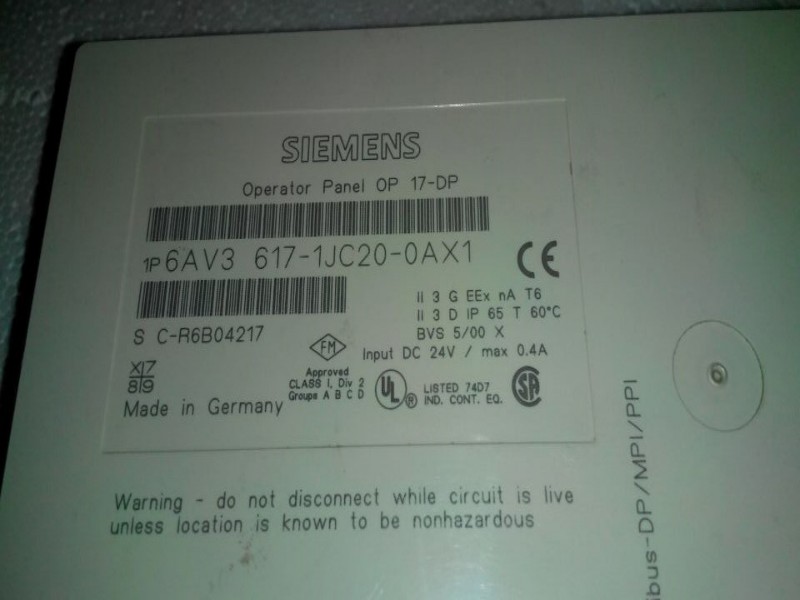 SIEMENS
Operator Panel OP 17-DP
1P 6AV3 617-1JC20-0AX1
CE
II 3 G EEx nA T6
II 3 D IP 65 T 60°C
BVS 5/00 X
S C-R6B04217
FM
Input DC 24V / max 0.4A
X 7
8 9
Approved
CLASS I, Div 2
Groups A B C D
UL ®
LISTED 74D7
IND. CONT. EQ.
SA
Made in Germany
Warning - do not disconnect while circuit is live
unless location is known to be nonhazardous
bus-DP/MPI/PPI